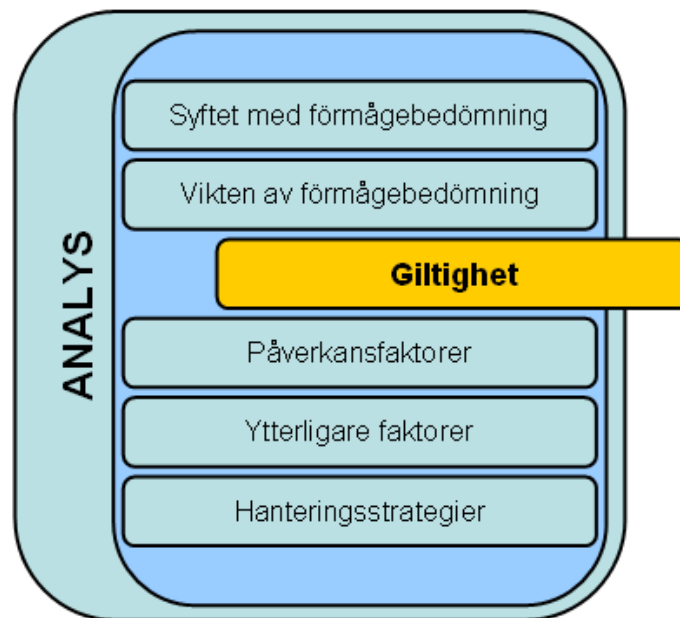 ANALYS
Syftet med förmågebedömning
Vikten av förmågebedömning
Giltighet
Påverkansfaktorer
Ytterligare faktorer
Hanteringsstrategier